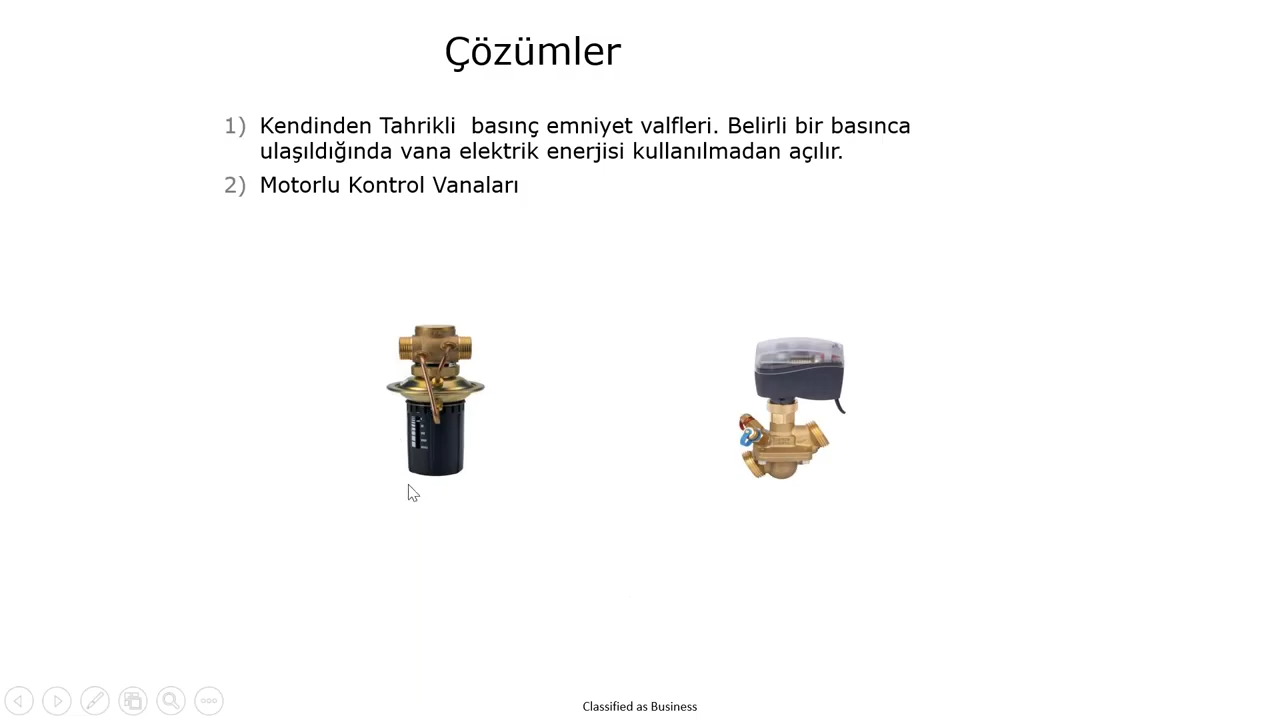 Çözümler
1) Kendinden Tahrikli  basınç emniyet valfleri. Belirli bir basınca
ulaşıldığında vana elektrik enerjisi kullanılmadan açılır.
2) Motorlu Kontrol Vanaları
Classified as Business